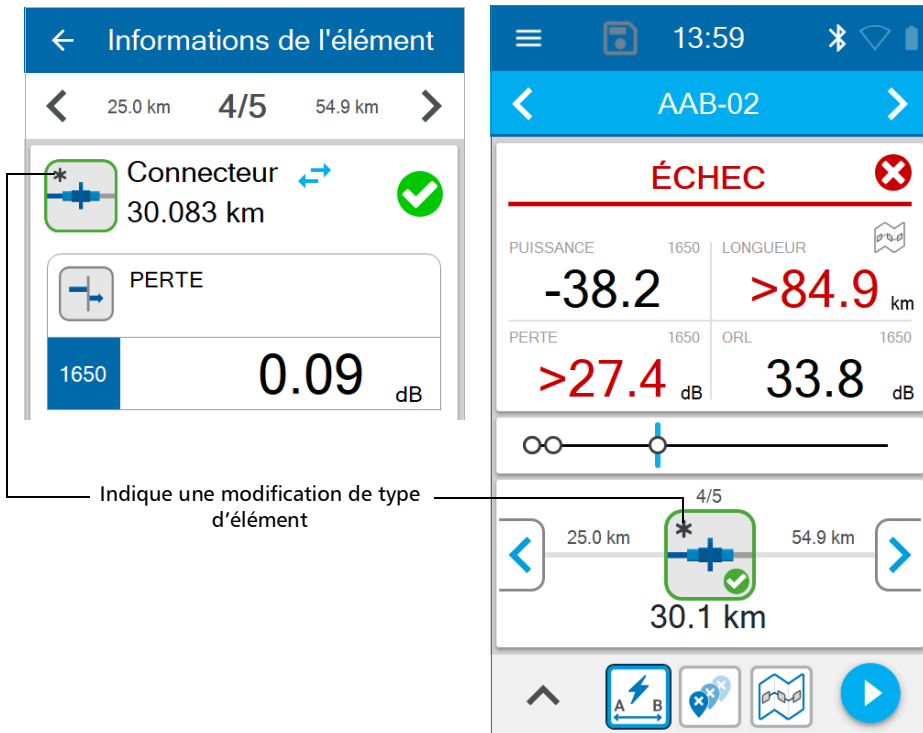 Informations de l'élément
25.0 km 4/5 54.9 km
* Connecteur
30.083 km
PERTE
1650 0.09 dB
13:59
AAB-02
ÉCHEC
PUISSANCE 1650 LONGUEUR
-38.2 >84.9 km
PERTE 1650 ORL 1650
>27.4 dB 33.8 dB
4/5
25.0 km * 54.9 km
30.1 km
A B
Indique une modification de type
d'élément